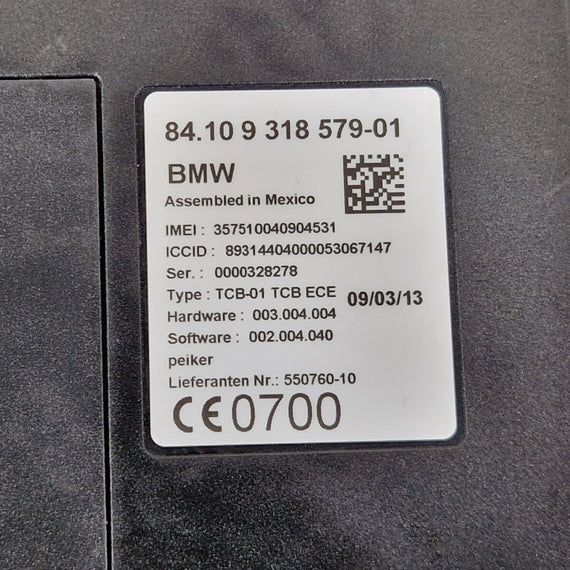 84.10 9 318 579-01
BMW
Assembled in Mexico
IMEI : 357510040904531
ICCID : 89314404000053067147
Ser. : 0000328278
Type : TCB-01 TCB ECE 09/03/13
Hardware : 003.004.004
Software : 002.004.040
peiker
Lieferanten Nr.: 550760-10
CE0700